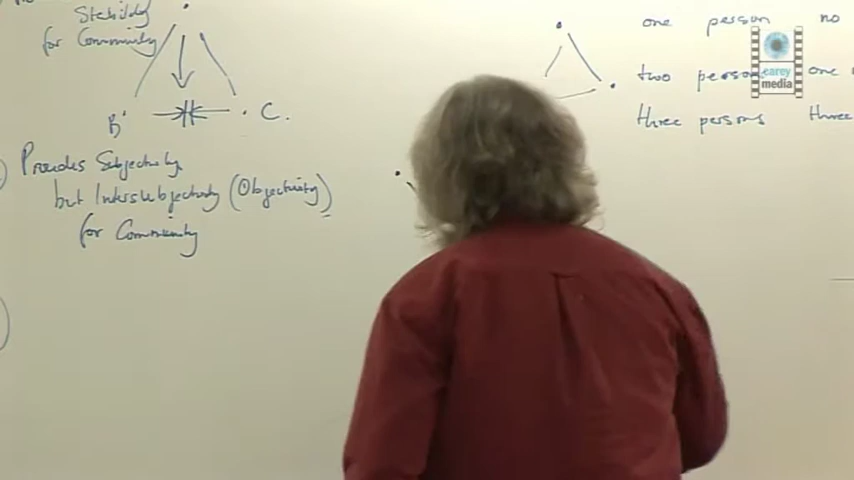 Stability
for Community
B'
C.
Provides Subjectivity
but Intersubjectivity (Objectivity)
for Community
one person no
two persons one
three persons three
carey
media